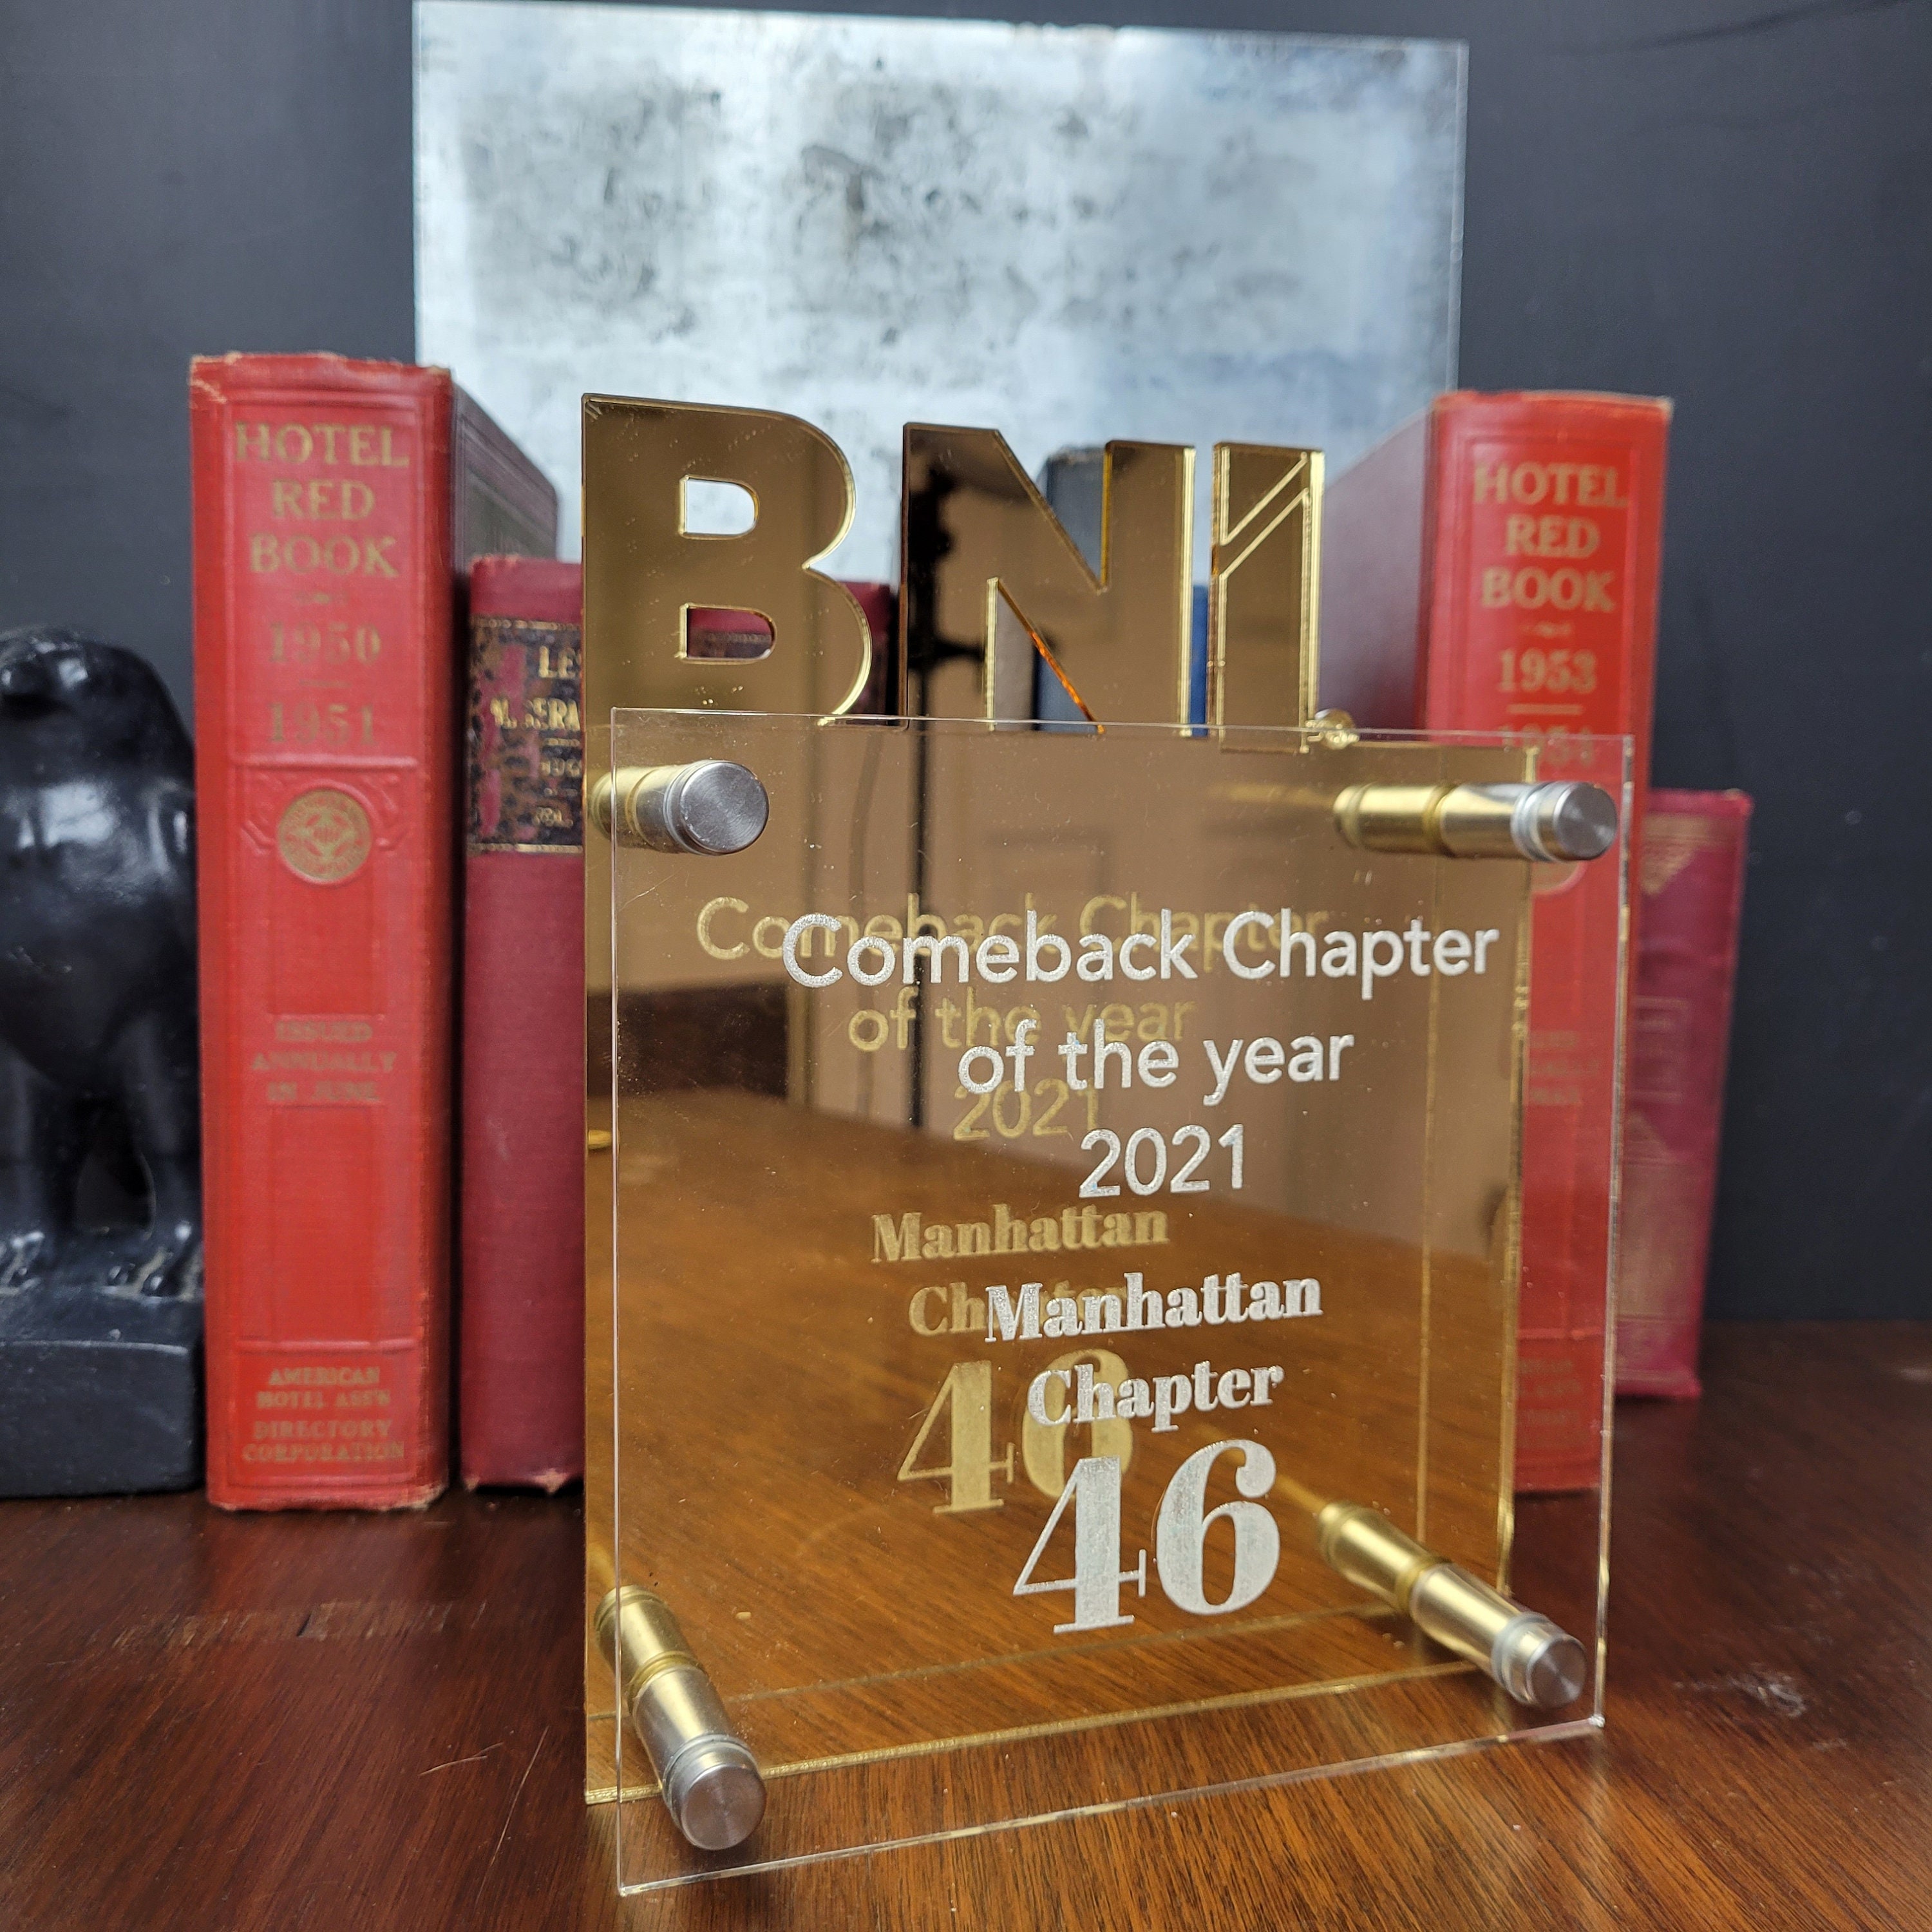 HOTEL
RED
BOOK
1950
1951
ISSUED
ANNUALLY
IN JUNE
AMERICAN
HOTEL ASS'N
DIRECTORY
CORPORATION
BNI
Comeback Chapter
of the year
2021
Manhattan
Chapter
46
HOTEL
RED
BOOK
1953
1954